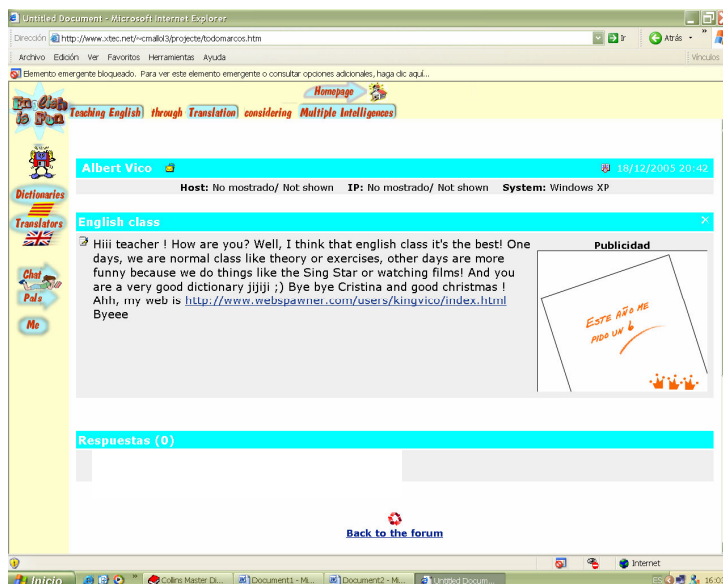 Untitled Document - Microsoft Internet Explorer
Dirección http://www.xtec.net/~cmallol3/projecte/todomarcos.htm Ir Atrás
Archivo Edición Ver Favoritos Herramientas Ayuda Vínculos
Elemento emergente bloqueado. Para ver este elemento emergente o consultar opciones adicionales, haga clic aquí...
Homepage
English is Fun
Teaching English through Translation considering Multiple Intelligences
Albert Vico 18/12/2005 20:42
Host: No mostrado/ Not shown IP: No mostrado/ Not shown System: Windows XP
Dictionaries
Translators
Chat
Pals
Me
English class ×
Hiii teacher ! How are you? Well, I think that english class it's the best! One
days, we are normal class like theory or exercises, other days are more
funny because we do things like the Sing Star or watching films! And you
are a very good dictionary jijiji ;) Bye bye Cristina and good christmas !
Ahh, my web is http://www.webspawner.com/users/kingvico/index.html
Byeee
Publicidad
ESTE AÑO ME
PIDO UN 6
Respuestas (0)
Back to the forum
Internet
Inicio » Collins Master Di... Document1 - Mi... Document2 - Mi... Untitled Docum... ES